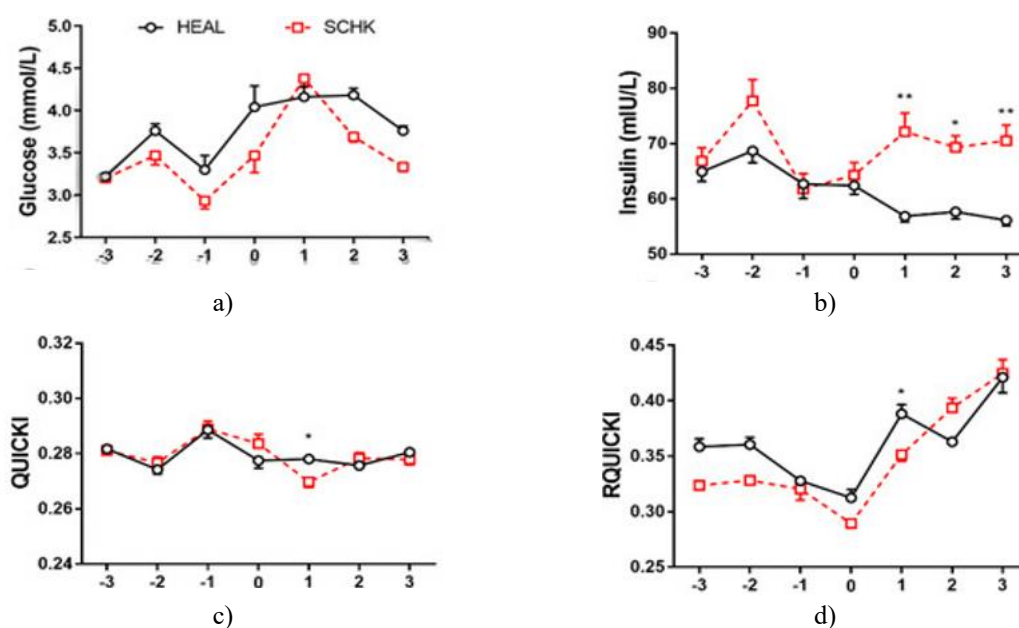 HEAL SCHK
Glucose (mmol/L)
5.0
4.5
4.0
3.5
3.0
2.5
-3 -2 -1 0 1 2 3
a)
Insulin (mIU/L)
90
80
70
60
50
** * **
-3 -2 -1 0 1 2 3
b)
QUICKI
0.32
0.30
0.28
0.26
0.24
*
-3 -2 -1 0 1 2 3
c)
RQUICKI
0.45
0.40
0.35
0.30
0.25
*
-3 -2 -1 0 1 2 3
d)